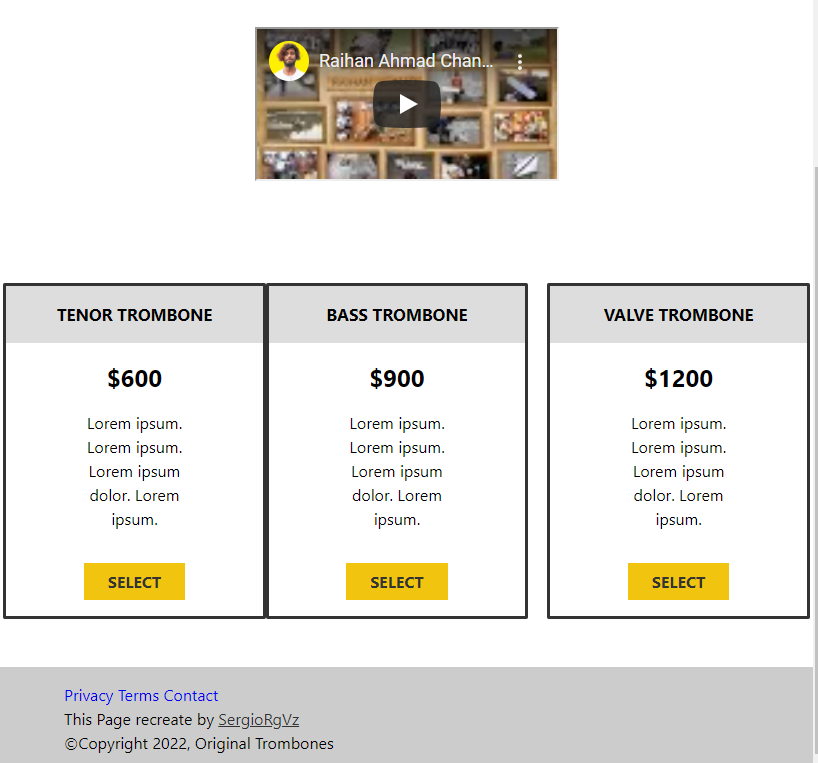 Raihan Ahmad Chan...
TENOR TROMBONE
$600
Lorem ipsum.
Lorem ipsum.
Lorem ipsum
dolor. Lorem
ipsum.
SELECT
BASS TROMBONE
$900
Lorem ipsum.
Lorem ipsum.
Lorem ipsum
dolor. Lorem
ipsum.
SELECT
VALVE TROMBONE
$1200
Lorem ipsum.
Lorem ipsum.
Lorem ipsum
dolor. Lorem
ipsum.
SELECT
Privacy Terms Contact
This Page recreate by SergioRgVz
©Copyright 2022, Original Trombones